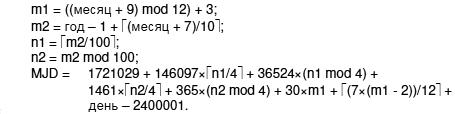 m1 = ((месяц + 9) mod 12) + 3;
m2 = год – 1 + ⌈(месяц + 7)/10⌉;
n1 = ⌈m2/100⌉;
n2 = m2 mod 100;
MJD = 1721029 + 146097×⌈n1/4⌉ + 36524×(n1 mod 4) +
1461×⌈n2/4⌉ + 365×(n2 mod 4) + 30×m1 + ⌈(7×(m1 - 2))/12⌉ +
день – 2400001.